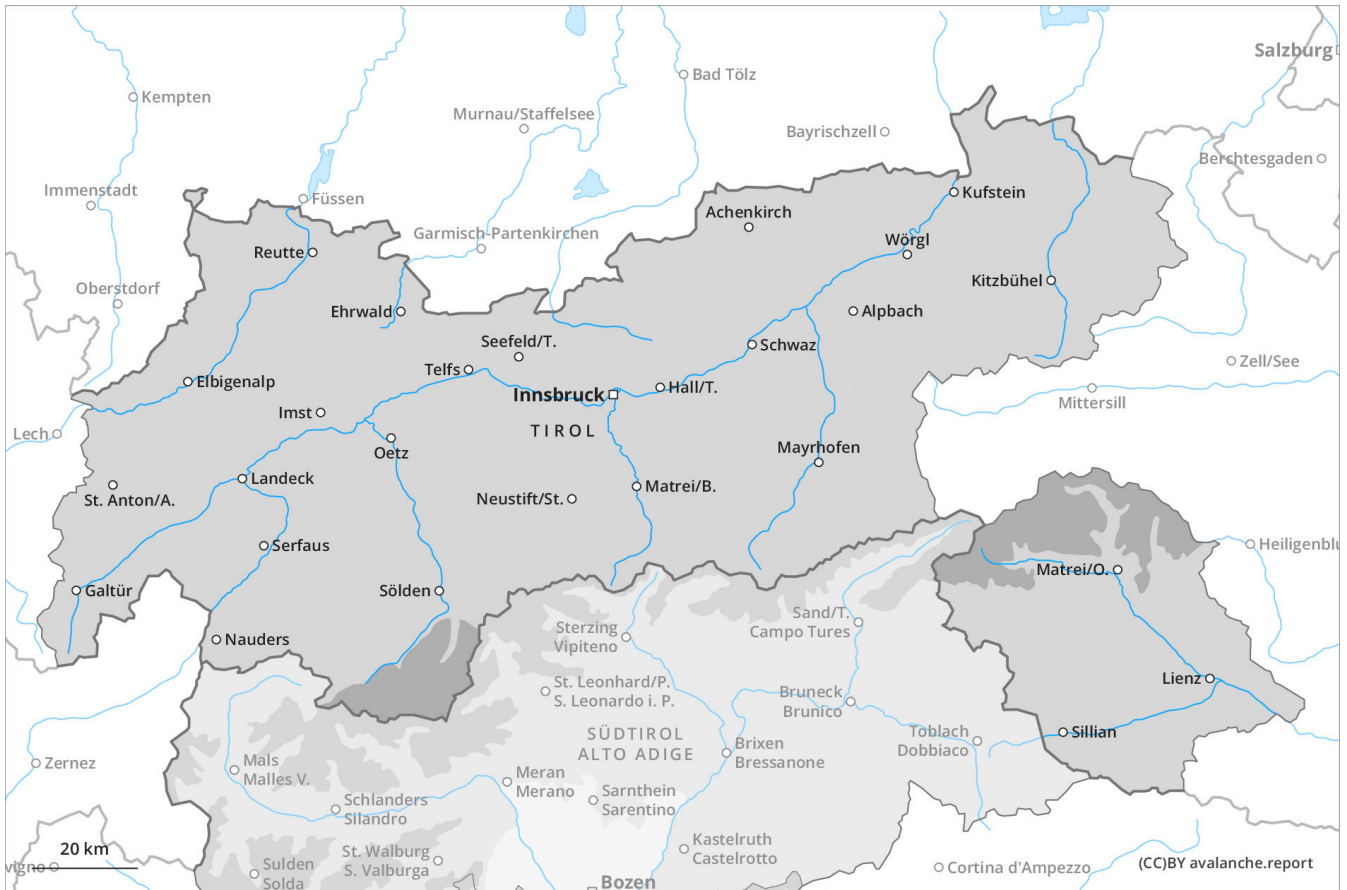 Salzburg
Bad Tölz
Kempten
Murnau/Staffelsee
Bayrischzell
Berchtesgaden
Immenstadt
Füssen
Kufstein
Achenkirch
Garmisch-Partenkirchen
Wörgl
Reutte
Kitzbühel
Oberstdorf
Ehrwald
Alpbach
Seefeld/T.
Schwaz
Zell/See
Telfs
Elbigenalp
Innsbruck
Hall/T.
Mittersill
Imst
TIROL
Lech
Oetz
Mayrhofen
Landeck
St. Anton/A.
Neustift/St.
Matrei/B.
Serfaus
Heiligenblu
Matrei/O.
Galtür
Sölden
Sand/T.
Campo Tures
Nauders
Sterzing
Vipiteno
Lienz
St. Leonhard/P.
S. Leonardo i. P.
Bruneck
Brunico
SÜDTIROL
ALTO ADIGE
Toblach
Dobbiaco
Sillian
Brixen
Bressanone
Zernez
Mals
Malles V.
Meran
Merano
Sarnthein
Sarentino
Schlanders
Silandro
Kastelruth
Castelrotto
20 km
St. Walburg
S. Valburga
vigno
Sulden
Solda
Cortina d'Ampezzo
(CC)BY avalanche.report
Bozen